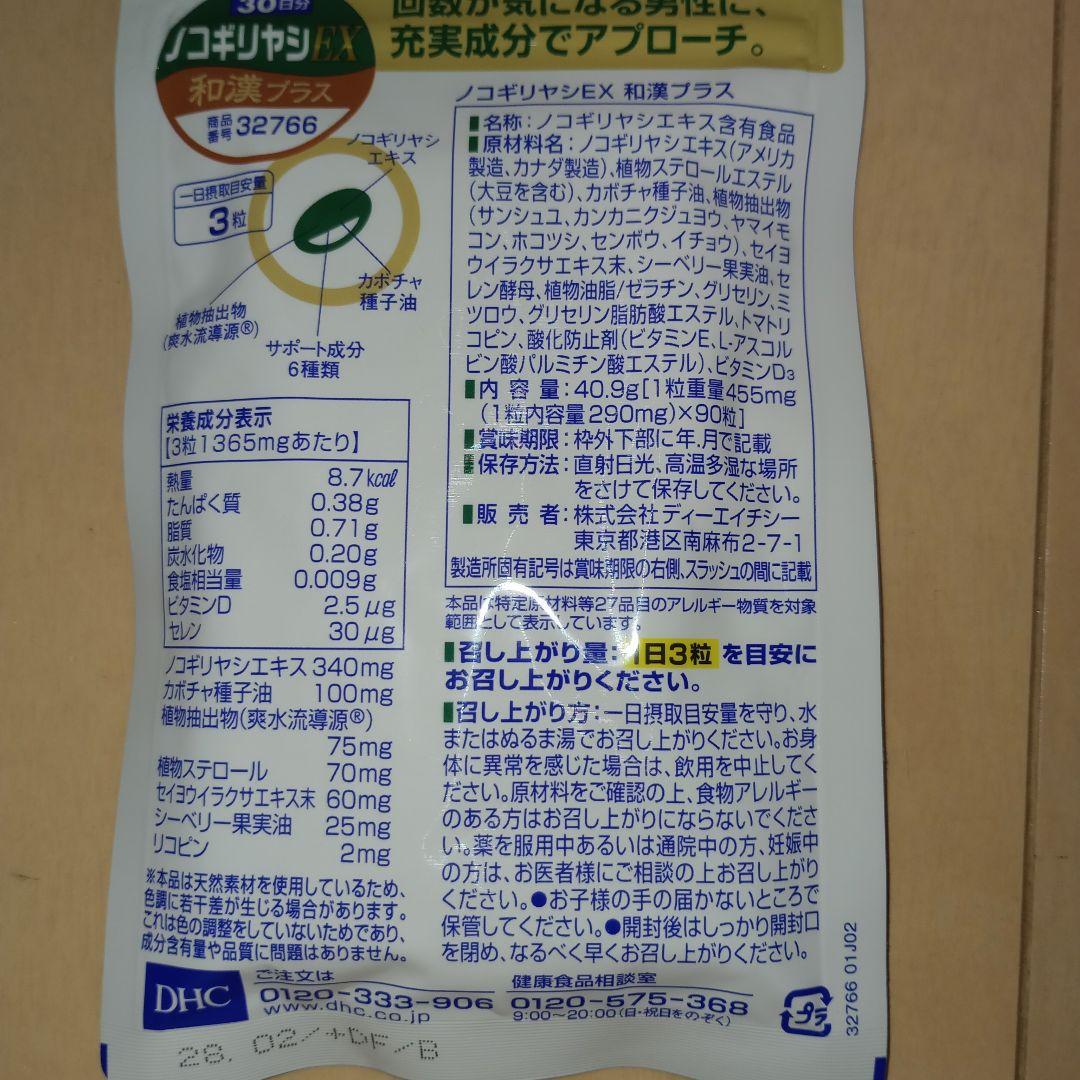 30日分
ノコギリヤシEX
和漢プラス
商品番号 32766
回数が気になる男性に、
充実成分でアプローチ。
一日摂取目安量
3粒
ノコギリヤシ
エキス
カボチャ
種子油
植物抽出物
(爽水流導源®)
サポート成分
6種類
栄養成分表示
【3粒1365mgあたり】
熱量 8.7kcal
たんぱく質 0.38g
脂質 0.71g
炭水化物 0.20g
食塩相当量 0.009g
ビタミンD 2.5μg
セレン 30μg
ノコギリヤシエキス 340mg
カボチャ種子油 100mg
植物抽出物(爽水流導源®)
75mg
植物ステロール 70mg
セイヨウイラクサエキス末 60mg
シーベリー果実油 25mg
リコピン 2mg
※本品は天然素材を使用しているため、
色調に若干差が生じる場合があります。
これは色の調整をしていないためであり、
成分含有量や品質に問題はありません。
ノコギリヤシEX 和漢プラス
■名称:ノコギリヤシエキス含有食品
■原材料名:ノコギリヤシエキス(アメリカ
製造、カナダ製造)、植物ステロールエステル
(大豆を含む)、カボチャ種子油、植物抽出物
(サンシュユ、カンカニクジュヨウ、ヤマイモ
コン、ホコツシ、センボウ、イチョウ)、セイヨ
ウイラクサエキス末、シーベリー果実油、セ
レン酵母、植物油脂/ゼラチン、グリセリン、ミ
ツロウ、グリセリン脂肪酸エステル、トマトリ
コピン、酸化防止剤(ビタミンE、L-アスコル
ビン酸パルミチン酸エステル)、ビタミンD3
■内容量:40.9g[1粒重量455mg
(1粒内容量290mg)×90粒]
■賞味期限:枠外下部に年.月で記載
■保存方法:直射日光、高温多湿な場所
をさけて保存してください。
■販売者:株式会社ディーエイチシー
東京都港区南麻布2-7-1
製造所固有記号は賞味期限の右側、スラッシュの間に記載
本品は特定原材料等27品目のアレルギー物質を対象
範囲として表示しています。
■召し上がり量:1日3粒を目安に
お召し上がりください。
■召し上がり方:一日摂取目安量を守り、水
またはぬるま湯でお召し上がりください。お身
体に異常を感じた場合は、飲用を中止してく
ださい。原材料をご確認の上、食物アレルギー
のある方はお召し上がりにならないでくださ
い。薬を服用中あるいは通院中の方、妊娠中
の方は、お医者様にご相談の上お召し上がり
ください。●お子様の手の届かないところで
保管してください。●開封後はしっかり開封口
を閉め、なるべく早くお召し上がりください。
DHC
ご注文は
0120-333-906
www.dhc.co.jp
健康食品相談室
0120-575-368
9:00~20:00(日・祝日をのぞく)
プラ
32766 01J02
28. 02/+DF/B